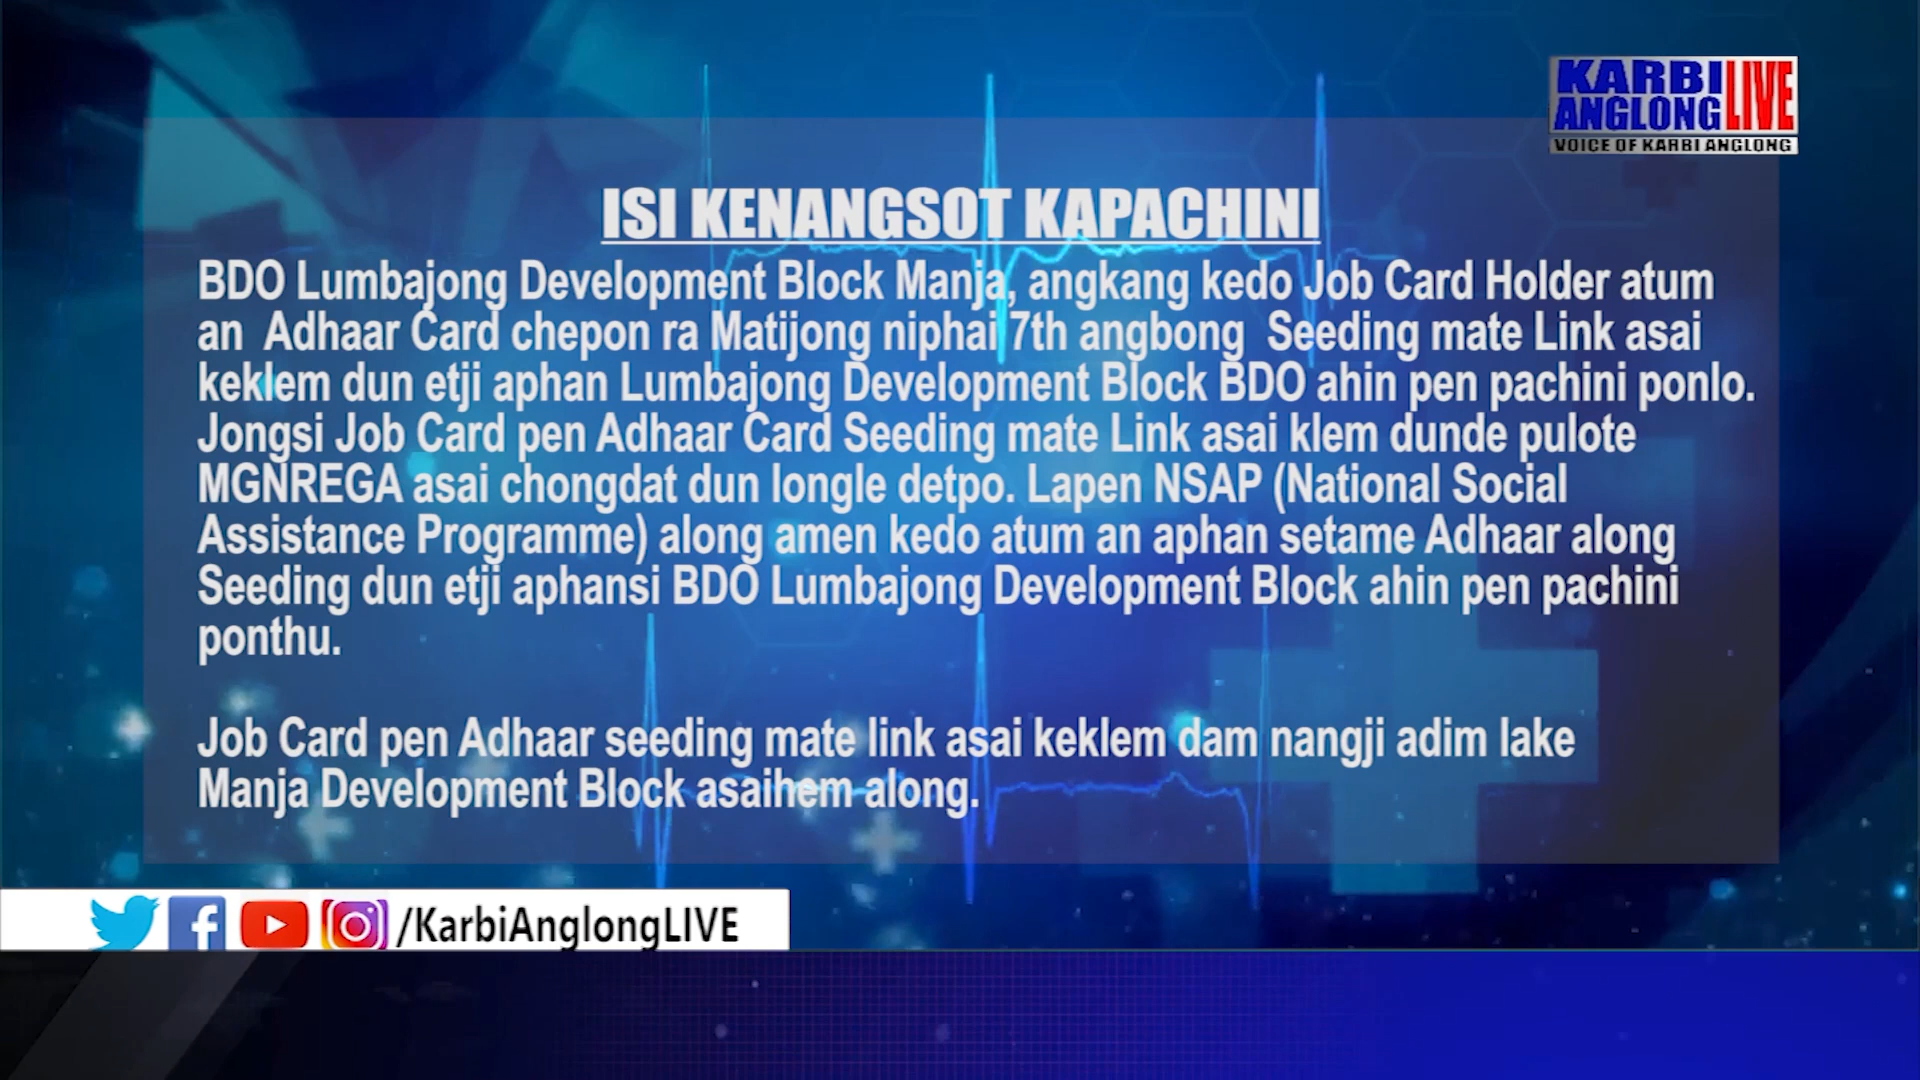 KARBI
ANGLONG
LIVE
VOICE OF KARBI ANGLONG
ISI KENANGSOT KAPACHINI
BDO Lumbajong Development Block Manja, angkang kedo Job Card Holder atum
an Adhaar Card chepon ra Matijong niphai 7th angbong Seeding mate Link asai
keklem dun etji aphan Lumbajong Development Block BDO ahin pen pachini ponlo.
Jongsi Job Card pen Adhaar Card Seeding mate Link asai klem dunde pulote
MGNREGA asai chongdat dun longle detpo. Lapen NSAP (National Social
Assistance Programme) along amen kedo atum an aphan setame Adhaar along
Seeding dun etji aphansi BDO Lumbajong Development Block ahin pen pachini
ponthu.
Job Card pen Adhaar seeding mate link asai keklem dam nangji adim lake
Manja Development Block asaihem along.
/KarbiAnglongLIVE